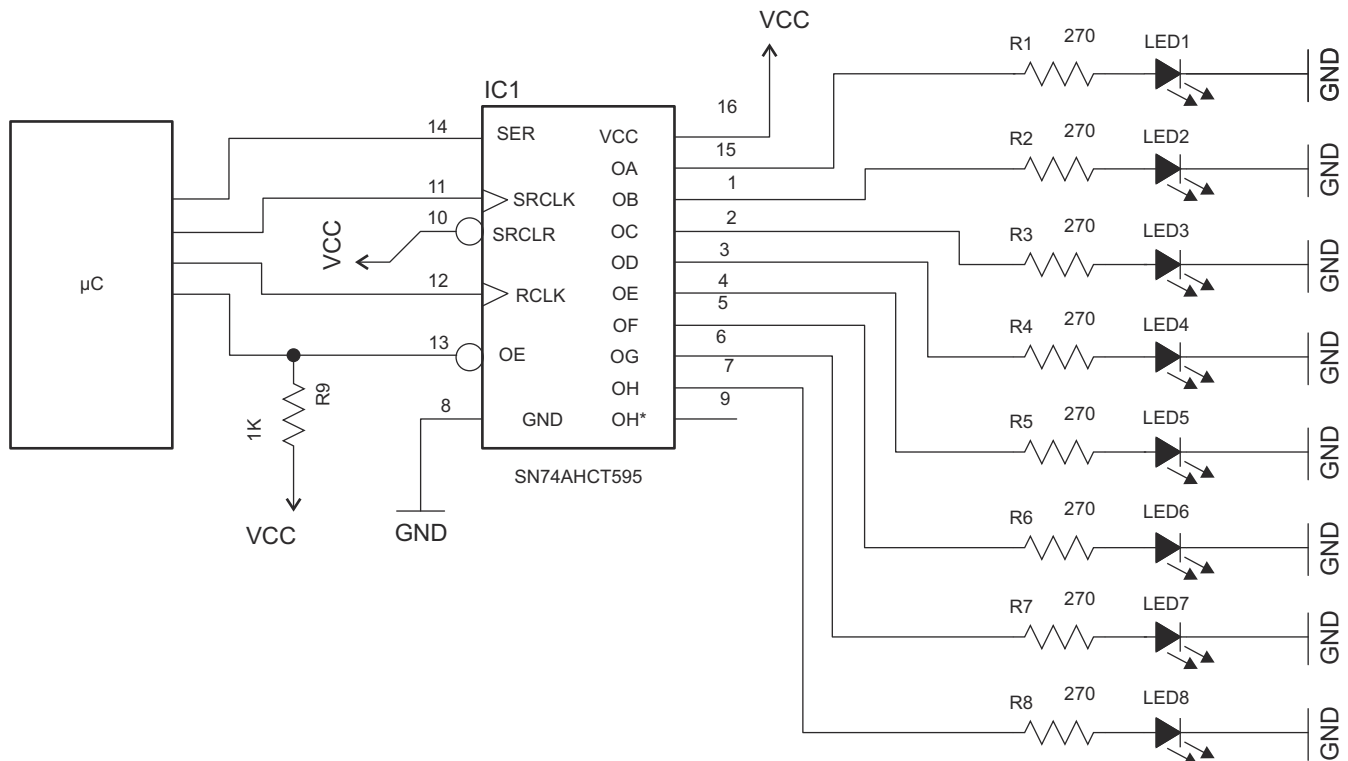 VCC
R1
270
LED1
GND
IC1
16
14
SER
VCC
15
OA
R2
270
LED2
GND
1
11
SRCLK
OB
10
SRCLR
2
OC
VCC
R3
270
LED3
GND
3
OD
µC
12
RCLK
4
OE
5
OF
R4
270
LED4
GND
13
OE
6
OG
7
OH
R9
1K
8
GND
9
OH*
R5
270
LED5
GND
SN74AHCT595
VCC
GND
R6
270
LED6
GND
R7
270
LED7
GND
R8
270
LED8
GND